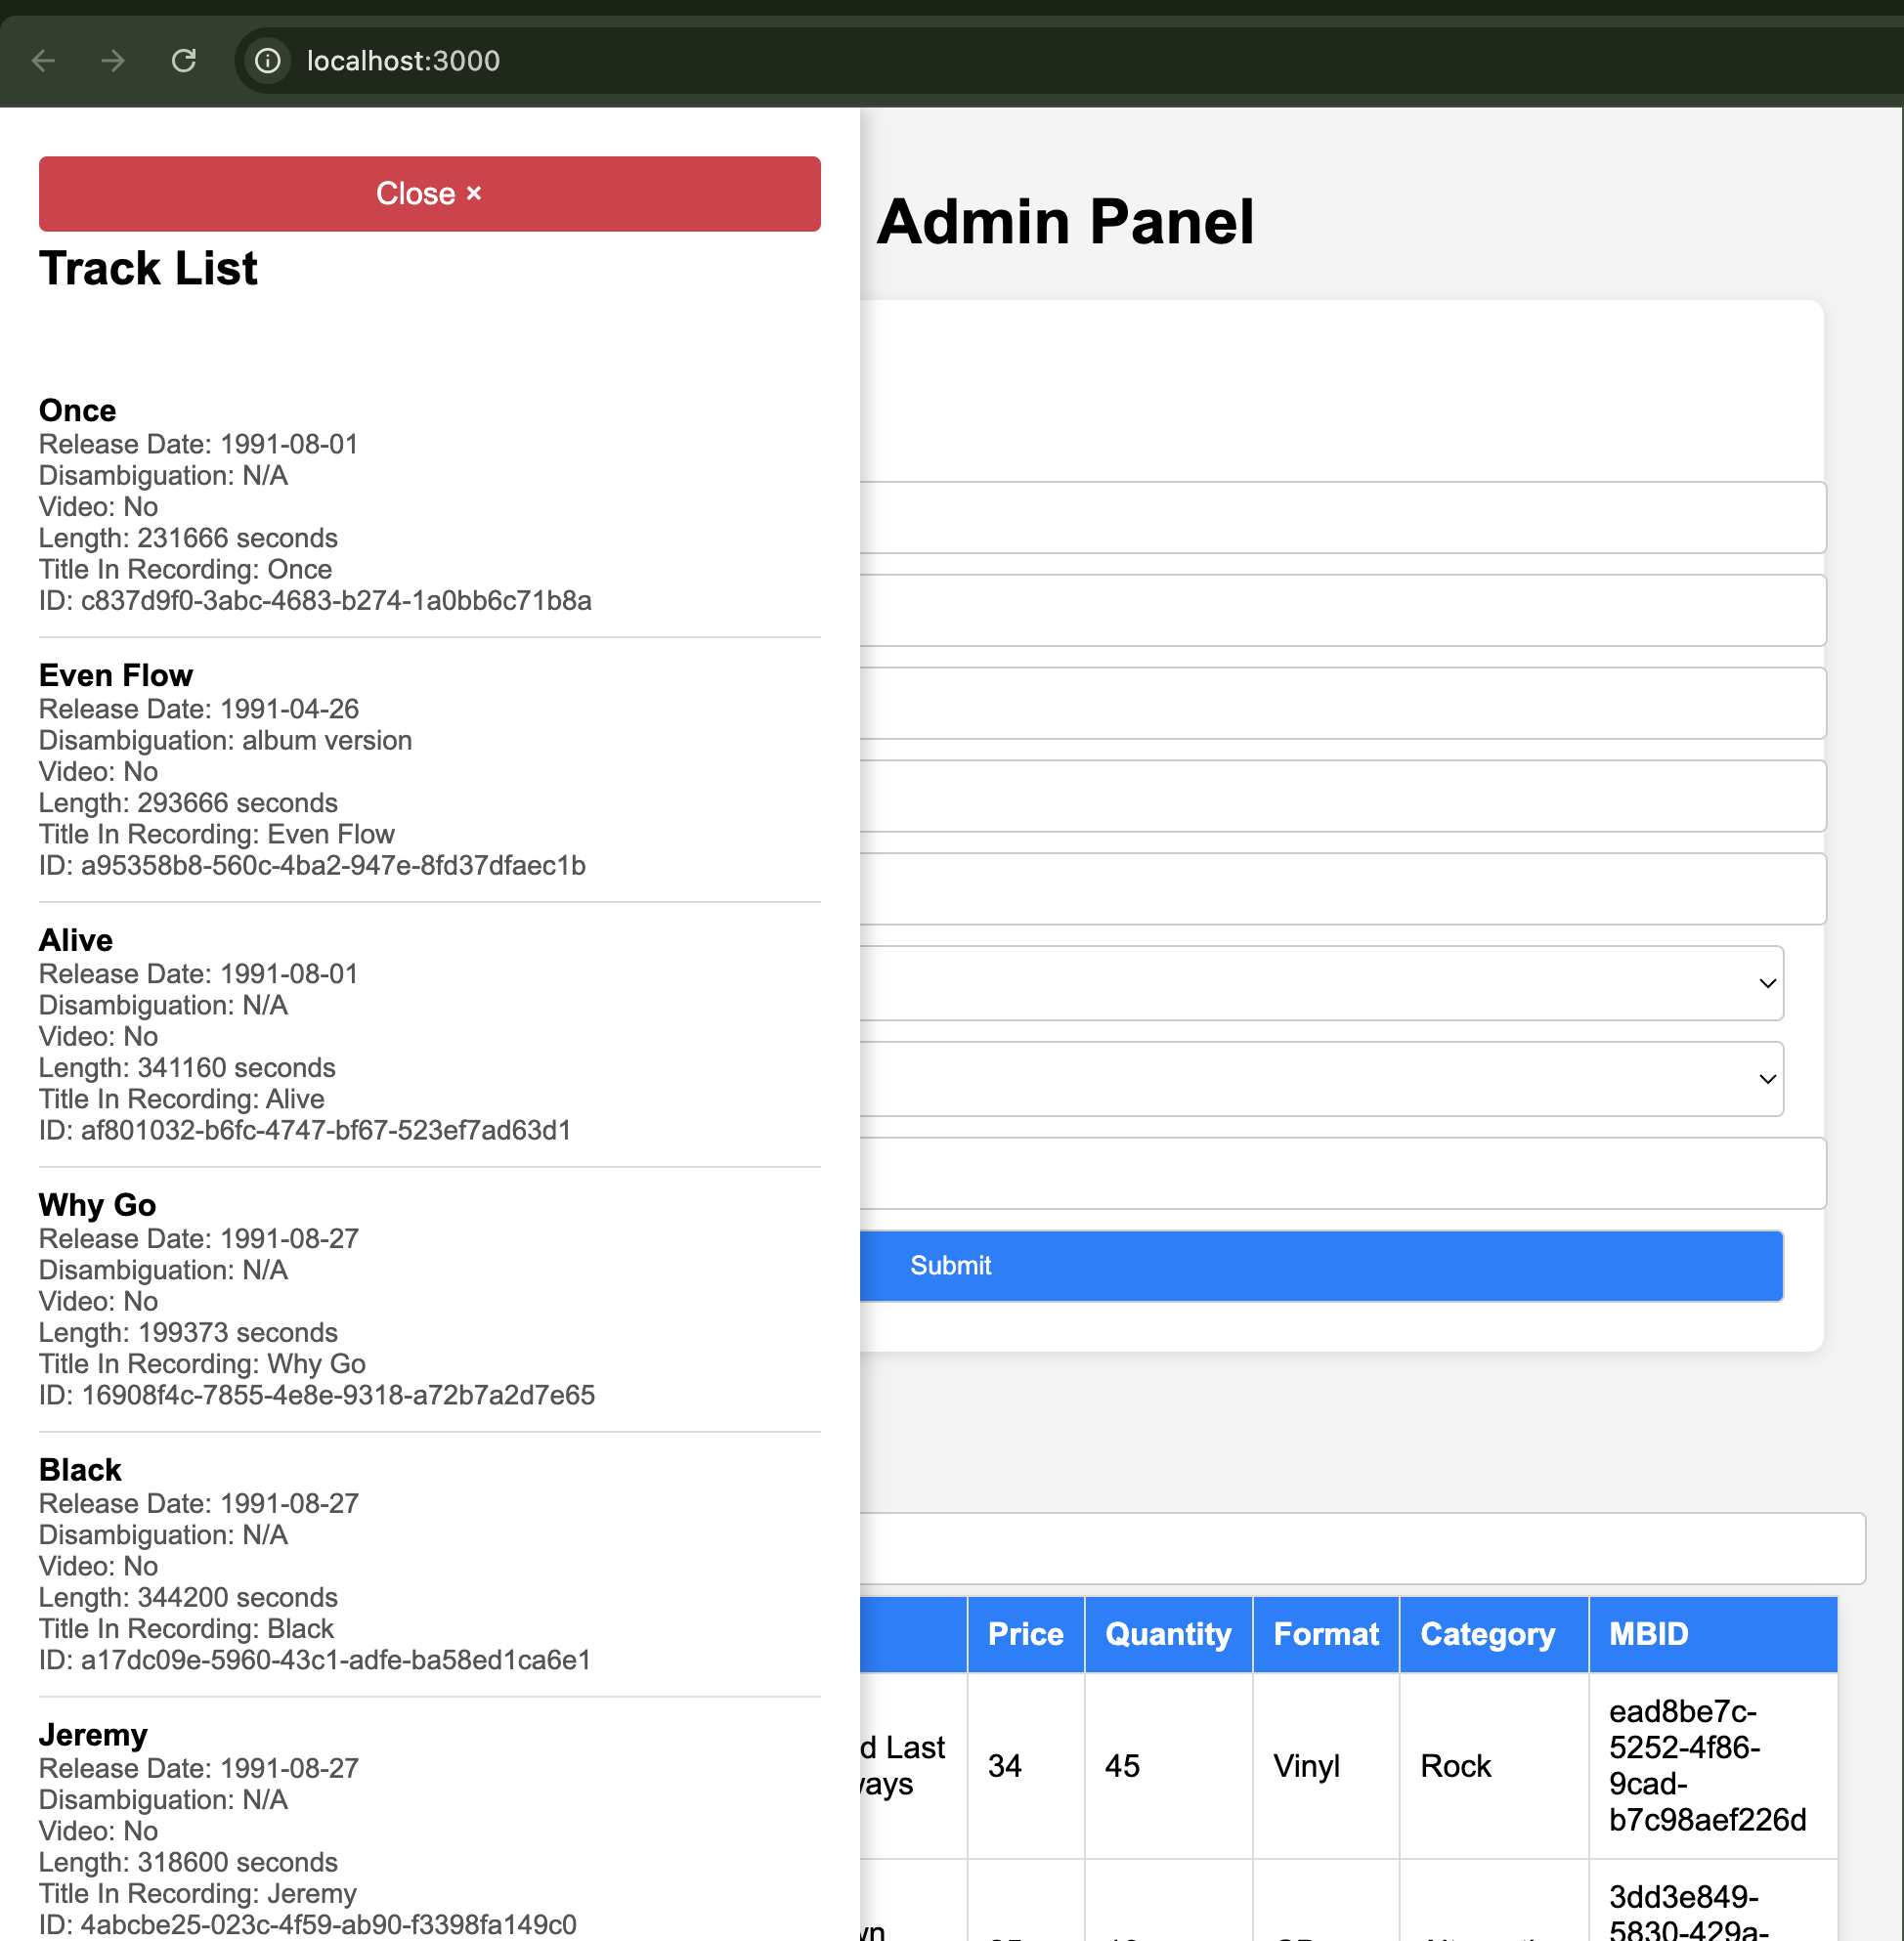 localhost:3000
Close ×
Track List
Once
Release Date: 1991-08-01
Disambiguation: N/A
Video: No
Length: 231666 seconds
Title In Recording: Once
ID: c837d9f0-3abc-4683-b274-1a0bb6c71b8a
Even Flow
Release Date: 1991-04-26
Disambiguation: album version
Video: No
Length: 293666 seconds
Title In Recording: Even Flow
ID: a95358b8-560c-4ba2-947e-8fd37dfaec1b
Alive
Release Date: 1991-08-01
Disambiguation: N/A
Video: No
Length: 341160 seconds
Title In Recording: Alive
ID: af801032-b6fc-4747-bf67-523ef7ad63d1
Why Go
Release Date: 1991-08-27
Disambiguation: N/A
Video: No
Length: 199373 seconds
Title In Recording: Why Go
ID: 16908f4c-7855-4e8e-9318-a72b7a2d7e65
Black
Release Date: 1991-08-27
Disambiguation: N/A
Video: No
Length: 344200 seconds
Title In Recording: Black
ID: a17dc09e-5960-43c1-adfe-ba58ed1ca6e1
Jeremy
Release Date: 1991-08-27
Disambiguation: N/A
Video: No
Length: 318600 seconds
Title In Recording: Jeremy
ID: 4abcbe25-023c-4f59-ab90-f3398fa149c0
Admin Panel
Submit
Price Quantity Format Category MBID
d Last
ways
34 45 Vinyl Rock
ead8be7c-
5252-4f86-
9cad-
b7c98aef226d
3dd3e849-
5830-429a-